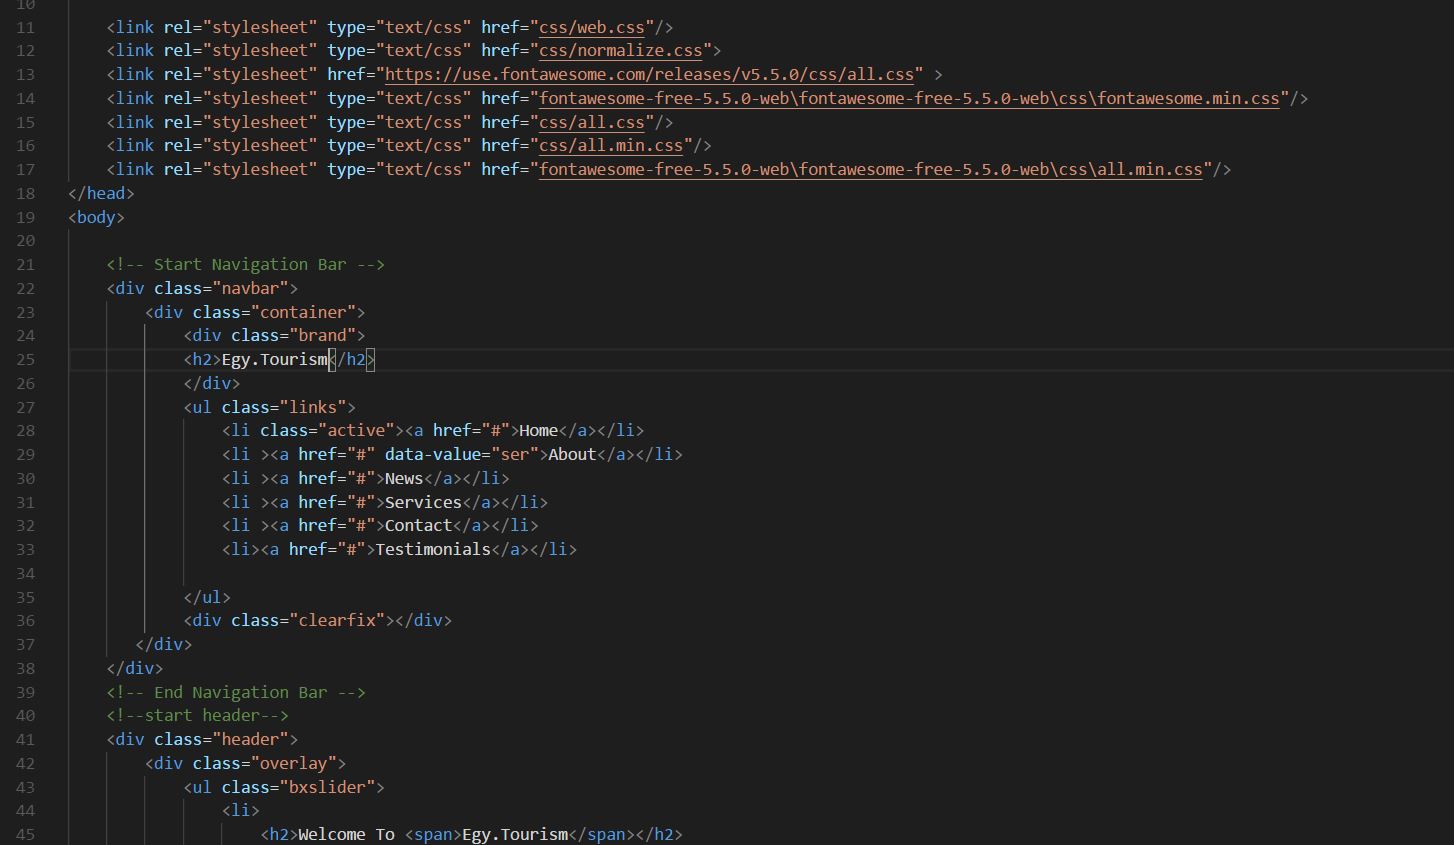 10
11 <link rel="stylesheet" type="text/css" href="css/web.css"/>
12 <link rel="stylesheet" type="text/css" href="css/normalize.css">
13 <link rel="stylesheet" href="https://use.fontawesome.com/releases/v5.5.0/css/all.css" >
14 <link rel="stylesheet" type="text/css" href="fontawesome-free-5.5.0-web\fontawesome-free-5.5.0-web\css\fontawesome.min.css"/>
15 <link rel="stylesheet" type="text/css" href="css/all.css"/>
16 <link rel="stylesheet" type="text/css" href="css/all.min.css"/>
17 <link rel="stylesheet" type="text/css" href="fontawesome-free-5.5.0-web\fontawesome-free-5.5.0-web\css\all.min.css"/>
18 </head>
19 <body>
20
21 <!-- Start Navigation Bar -->
22 <div class="navbar">
23 <div class="container">
24 <div class="brand">
25 <h2>Egy.Tourism</h2>
26 </div>
27 <ul class="links">
28 <li class="active"><a href="#">Home</a></li>
29 <li ><a href="#" data-value="ser">About</a></li>
30 <li ><a href="#">News</a></li>
31 <li ><a href="#">Services</a></li>
32 <li ><a href="#">Contact</a></li>
33 <li><a href="#">Testimonials</a></li>
34
35 </ul>
36 <div class="clearfix"></div>
37 </div>
38 </div>
39 <!-- End Navigation Bar -->
40 <!--start header-->
41 <div class="header">
42 <div class="overlay">
43 <ul class="bxslider">
44 <li>
45 <h2>Welcome To <span>Egy.Tourism</span></h2>